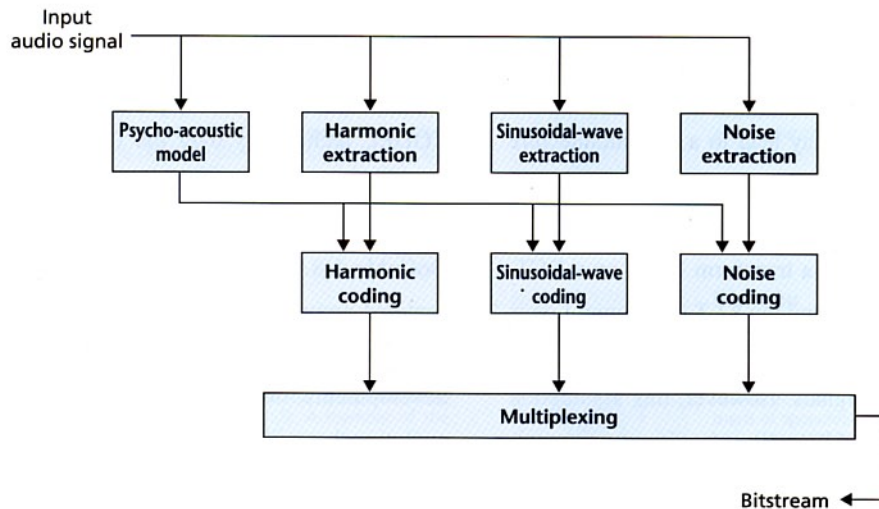 Input
audio signal
Psycho-acoustic
model
Harmonic
extraction
Sinusoidal-wave
extraction
Noise
extraction
Harmonic
coding
Sinusoidal-wave
coding
Noise
coding
Multiplexing
Bitstream